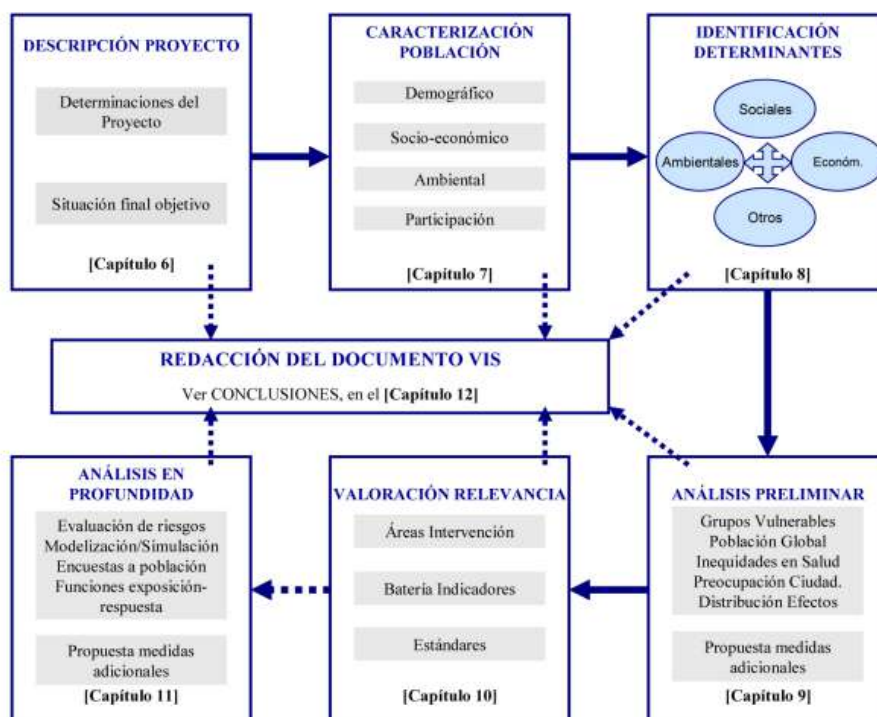 DESCRIPCIÓN PROYECTO
Determinaciones del
Proyecto
Situación final objetivo
[Capítulo 6]
CARACTERIZACIÓN
POBLACIÓN
Demográfico
Socio-económico
Ambiental
Participación
[Capítulo 7]
IDENTIFICACIÓN
DETERMINANTES
Sociales
Ambientales
Económ.
Otros
[Capítulo 8]
REDACCIÓN DEL DOCUMENTO VIS
Ver CONCLUSIONES, en el [Capítulo 12]
ANÁLISIS EN
PROFUNDIDAD
Evaluación de riesgos
Modelización/Simulación
Encuestas a población
Funciones exposición-
respuesta
Propuesta medidas
adicionales
[Capítulo 11]
VALORACIÓN RELEVANCIA
Áreas Intervención
Batería Indicadores
Estándares
[Capítulo 10]
ANÁLISIS PRELIMINAR
Grupos Vulnerables
Población Global
Inequidades en Salud
Preocupación Ciudad.
Distribución Efectos
Propuesta medidas
adicionales
[Capítulo 9]